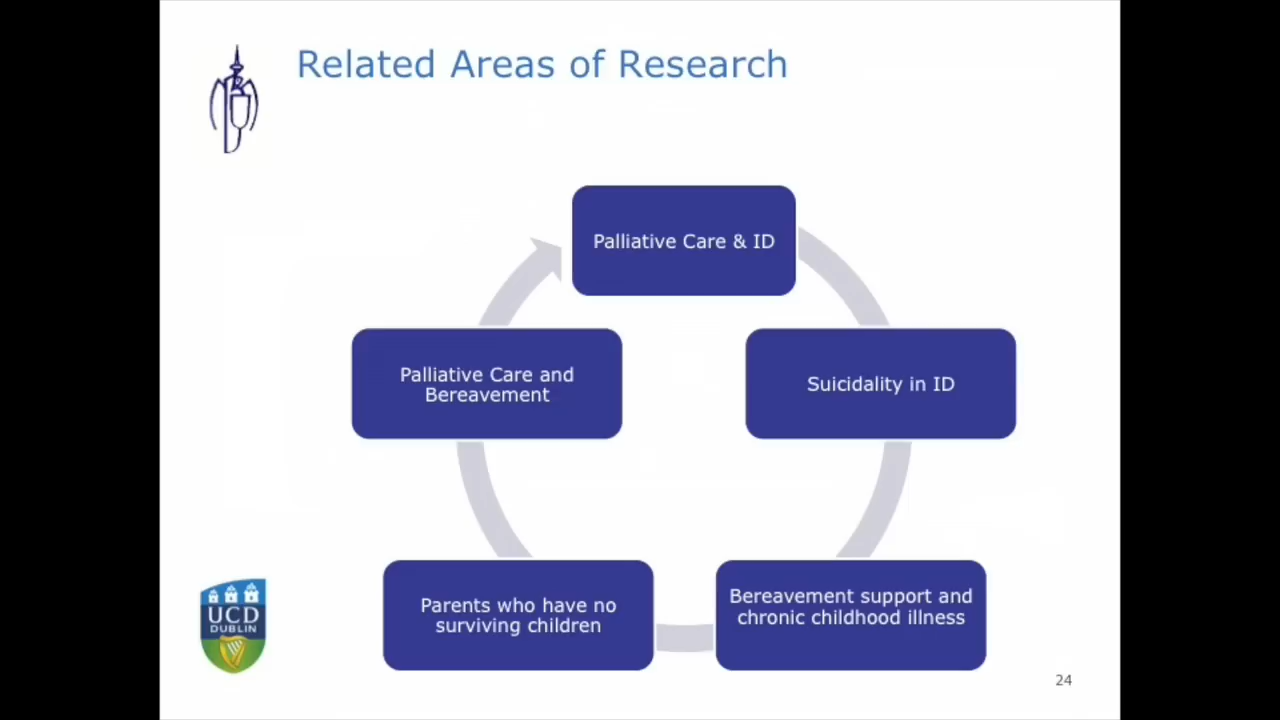 Related Areas of Research
Palliative Care & ID
Suicidality in ID
Bereavement support and
chronic childhood illness
Parents who have no
surviving children
Palliative Care and
Bereavement
UCD
DUBLIN
24